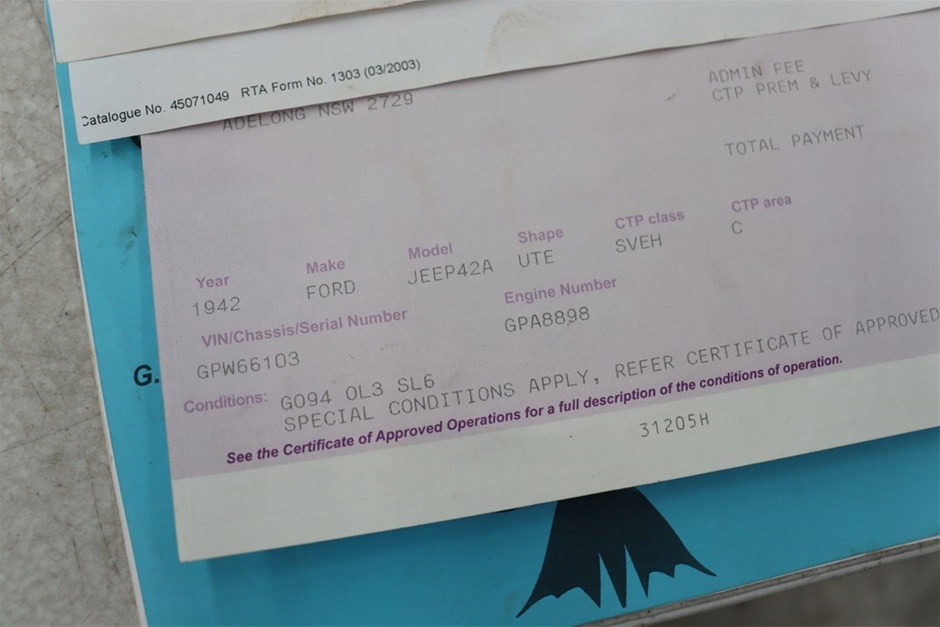 Catalogue No. 45071049 RTA Form No. 1303 (03/2003)
ADELONG NSW 2729
ADMIN FEE
CTP PREM & LEVY
TOTAL PAYMENT
Year Make Model Shape CTP class CTP area
1942 FORD JEEP42A UTE SVEH C
VIN/Chassis/Serial Number Engine Number
GPW66103 GPA8898
G.
Conditions: G094 OL3 SL6
SPECIAL CONDITIONS APPLY, REFER CERTIFICATE OF APPROVED
See the Certificate of Approved Operations for a full description of the conditions of operation.
31205H